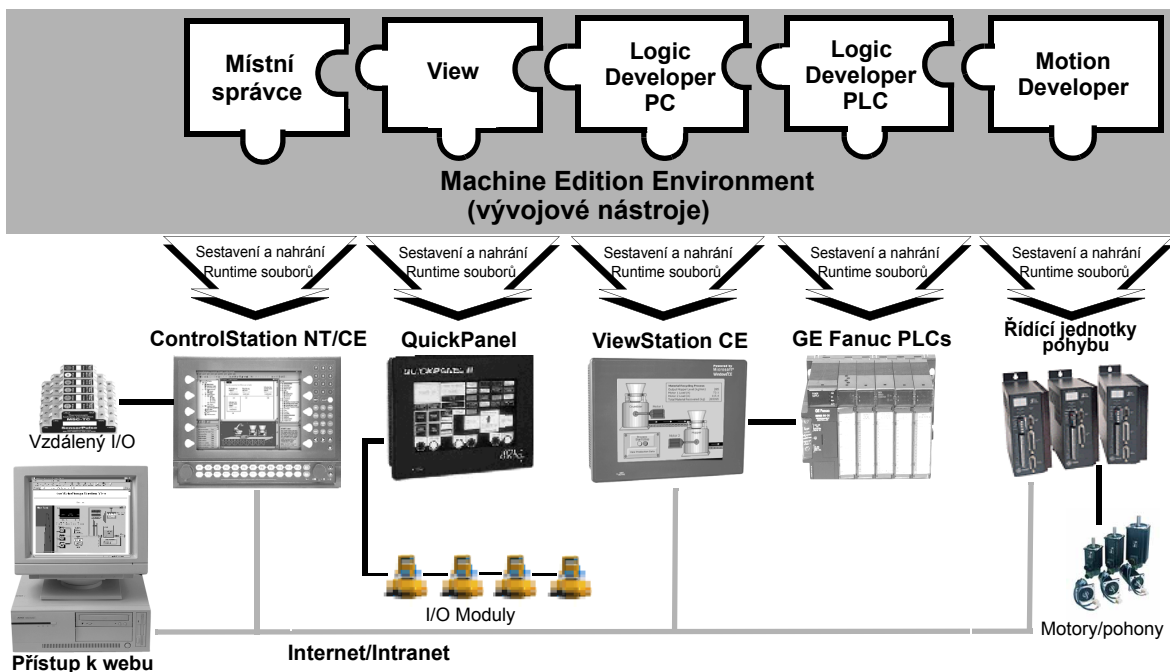 Místní
správce
View
Logic
Developer
PC
Logic
Developer
PLC
Motion
Developer
Machine Edition Environment
(vývojové nástroje)
Sestavení a nahrání
Runtime souborů
Sestavení a nahrání
Runtime souborů
Sestavení a nahrání
Runtime souborů
Sestavení a nahrání
Runtime souborů
Sestavení a nahrání
Runtime souborů
ControlStation NT/CE
QuickPanel
ViewStation CE
GE Fanuc PLCs
Řídící jednotky
pohybu
Vzdálený I/O
I/O Moduly
Motory/pohony
Internet/Intranet
Přístup k webu